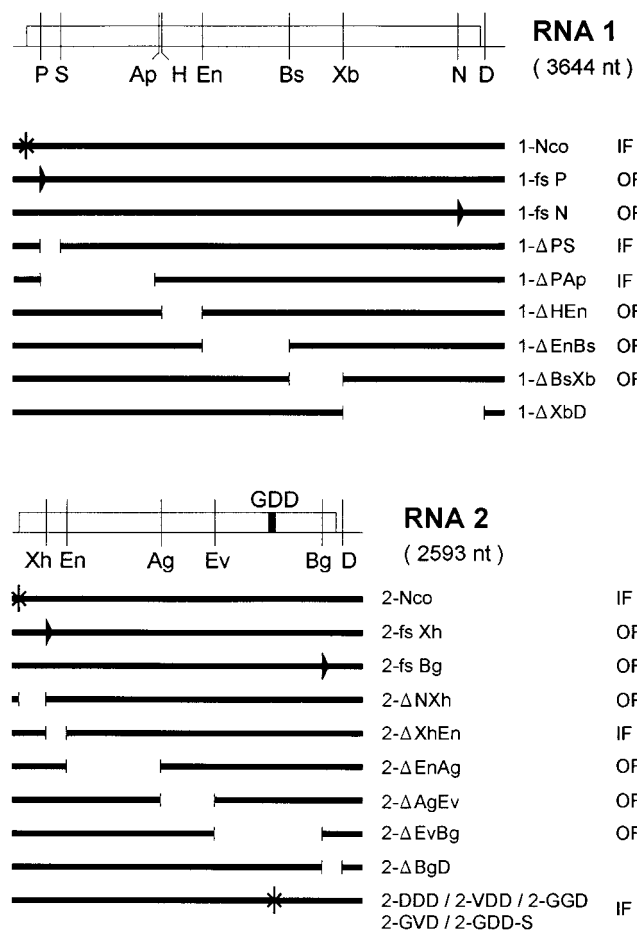 RNA 1
( 3644 nt )
P S Ap H En Bs Xb N D
1-Nco IF
1-fs P OF
1-fs N OF
1-ΔPS IF
1-ΔPAp IF
1-ΔHEn OF
1-ΔEnBs OF
1-ΔBsXb OF
1-ΔXbD
GDD
RNA 2
( 2593 nt )
Xh En Ag Ev Bg D
2-Nco IF
2-fs Xh OF
2-fs Bg OF
2-ΔNXh OF
2-ΔXhEn IF
2-ΔEnAg OF
2-ΔAgEv OF
2-ΔEvBg OF
2-ΔBgD
2-DDD / 2-VDD / 2-GGD IF
2-GVD / 2-GDD-S